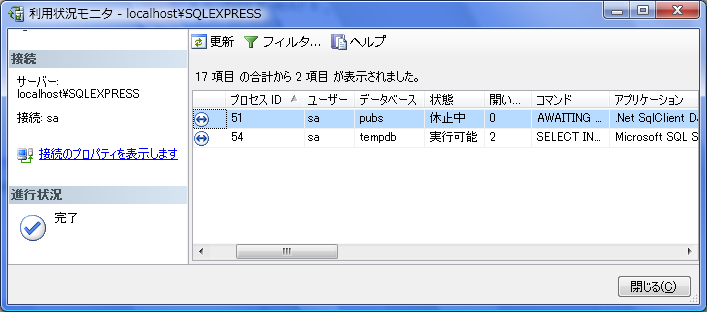 利用状況モニタ - localhost¥SQLEXPRESS
接続
サーバー:
localhost¥SQLEXPRESS
接続: sa
接続のプロパティを表示します
進行状況
完了
更新 フィルタ... ヘルプ
17 項目 の合計から 2 項目 が表示されました。
プロセス ID ユーザー データベース 状態 開い... コマンド アプリケーション
51 sa pubs 休止中 0 AWAITING ... .Net SqlClient Da
54 sa tempdb 実行可能 2 SELECT IN... Microsoft SQL S
閉じる(C)